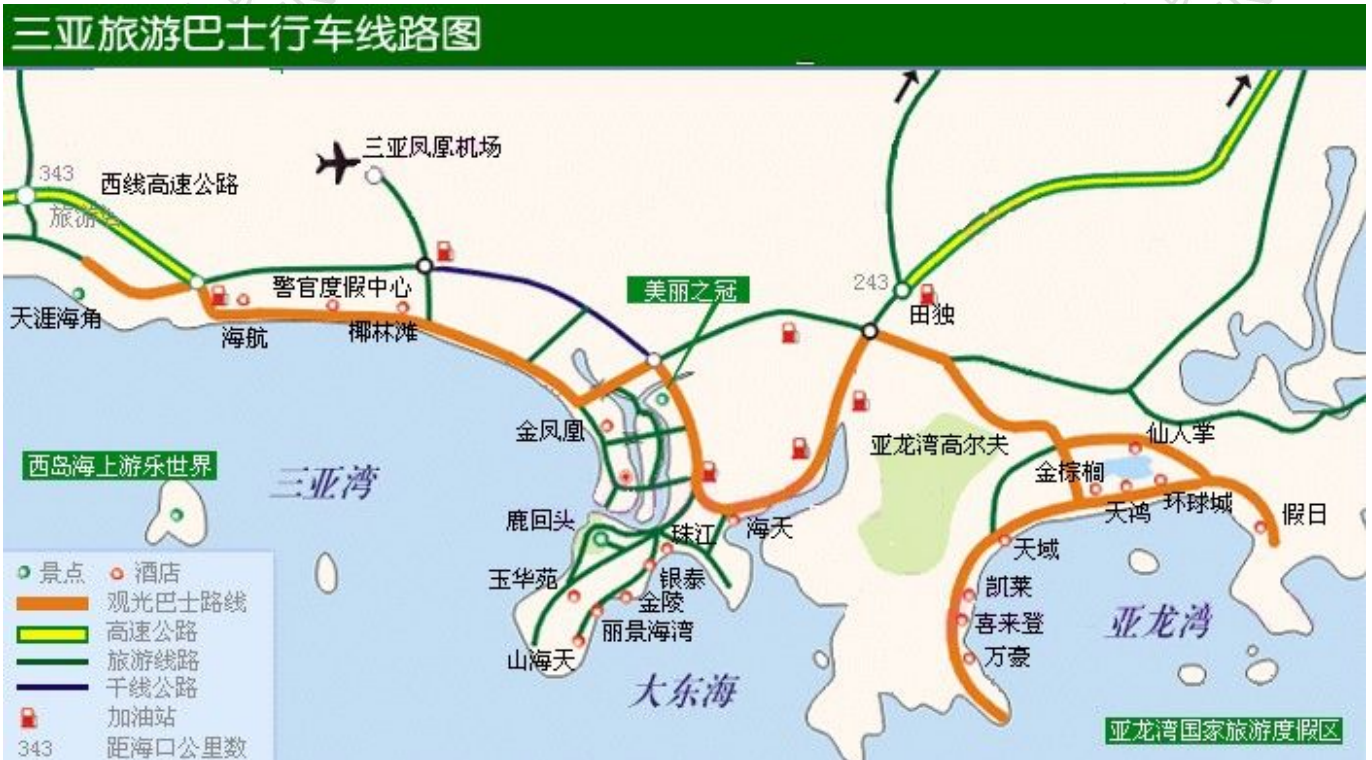 三亚旅游巴士行车线路图
三亚凤凰机场
343
西线高速公路
旅游
警官度假中心
美丽之冠
243
田独
天涯海角
海航
椰林滩
金凤凰
亚龙湾高尔夫
仙人掌
西岛海上游乐世界
三亚湾
金棕榈
天鸿
环球城
假日
鹿回头
珠江
海天
天域
玉华苑
银泰
金陵
丽景海湾
凯莱
喜来登
万豪
亚龙湾
山海天
大东海
亚龙湾国家旅游度假区
景点
酒店
观光巴士路线
高速公路
旅游线路
干线公路
加油站
343
距海口公里数